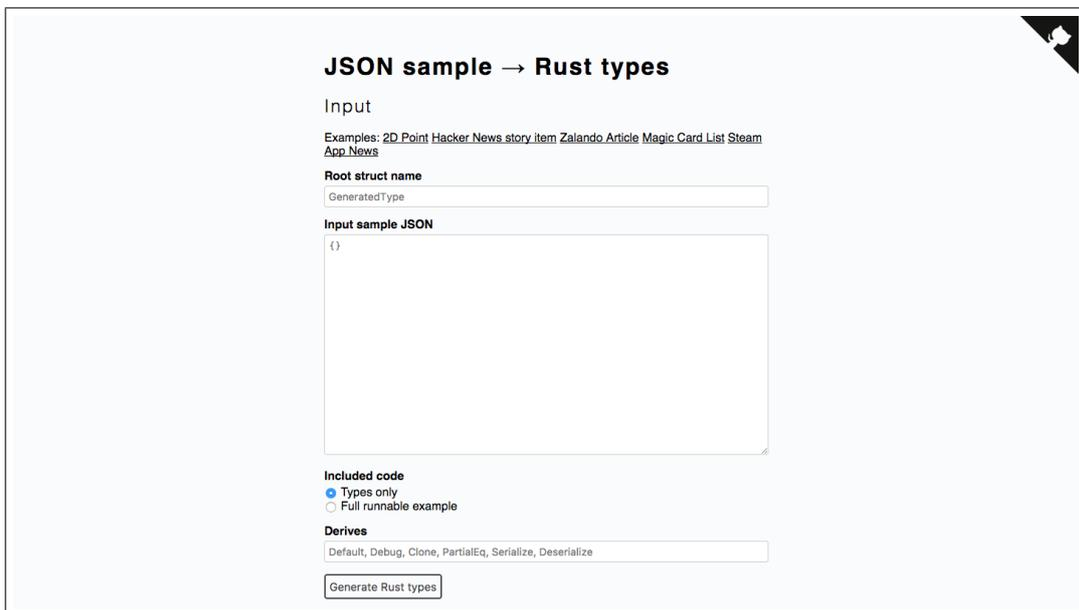 JSON sample → Rust types
Input
Examples: 2D Point Hacker News story item Zalando Article Magic Card List Steam
App News
Root struct name
GeneratedType
Input sample JSON
{}
Included code
Types only
Full runnable example
Derives
Default, Debug, Clone, PartialEq, Serialize, Deserialize
Generate Rust types